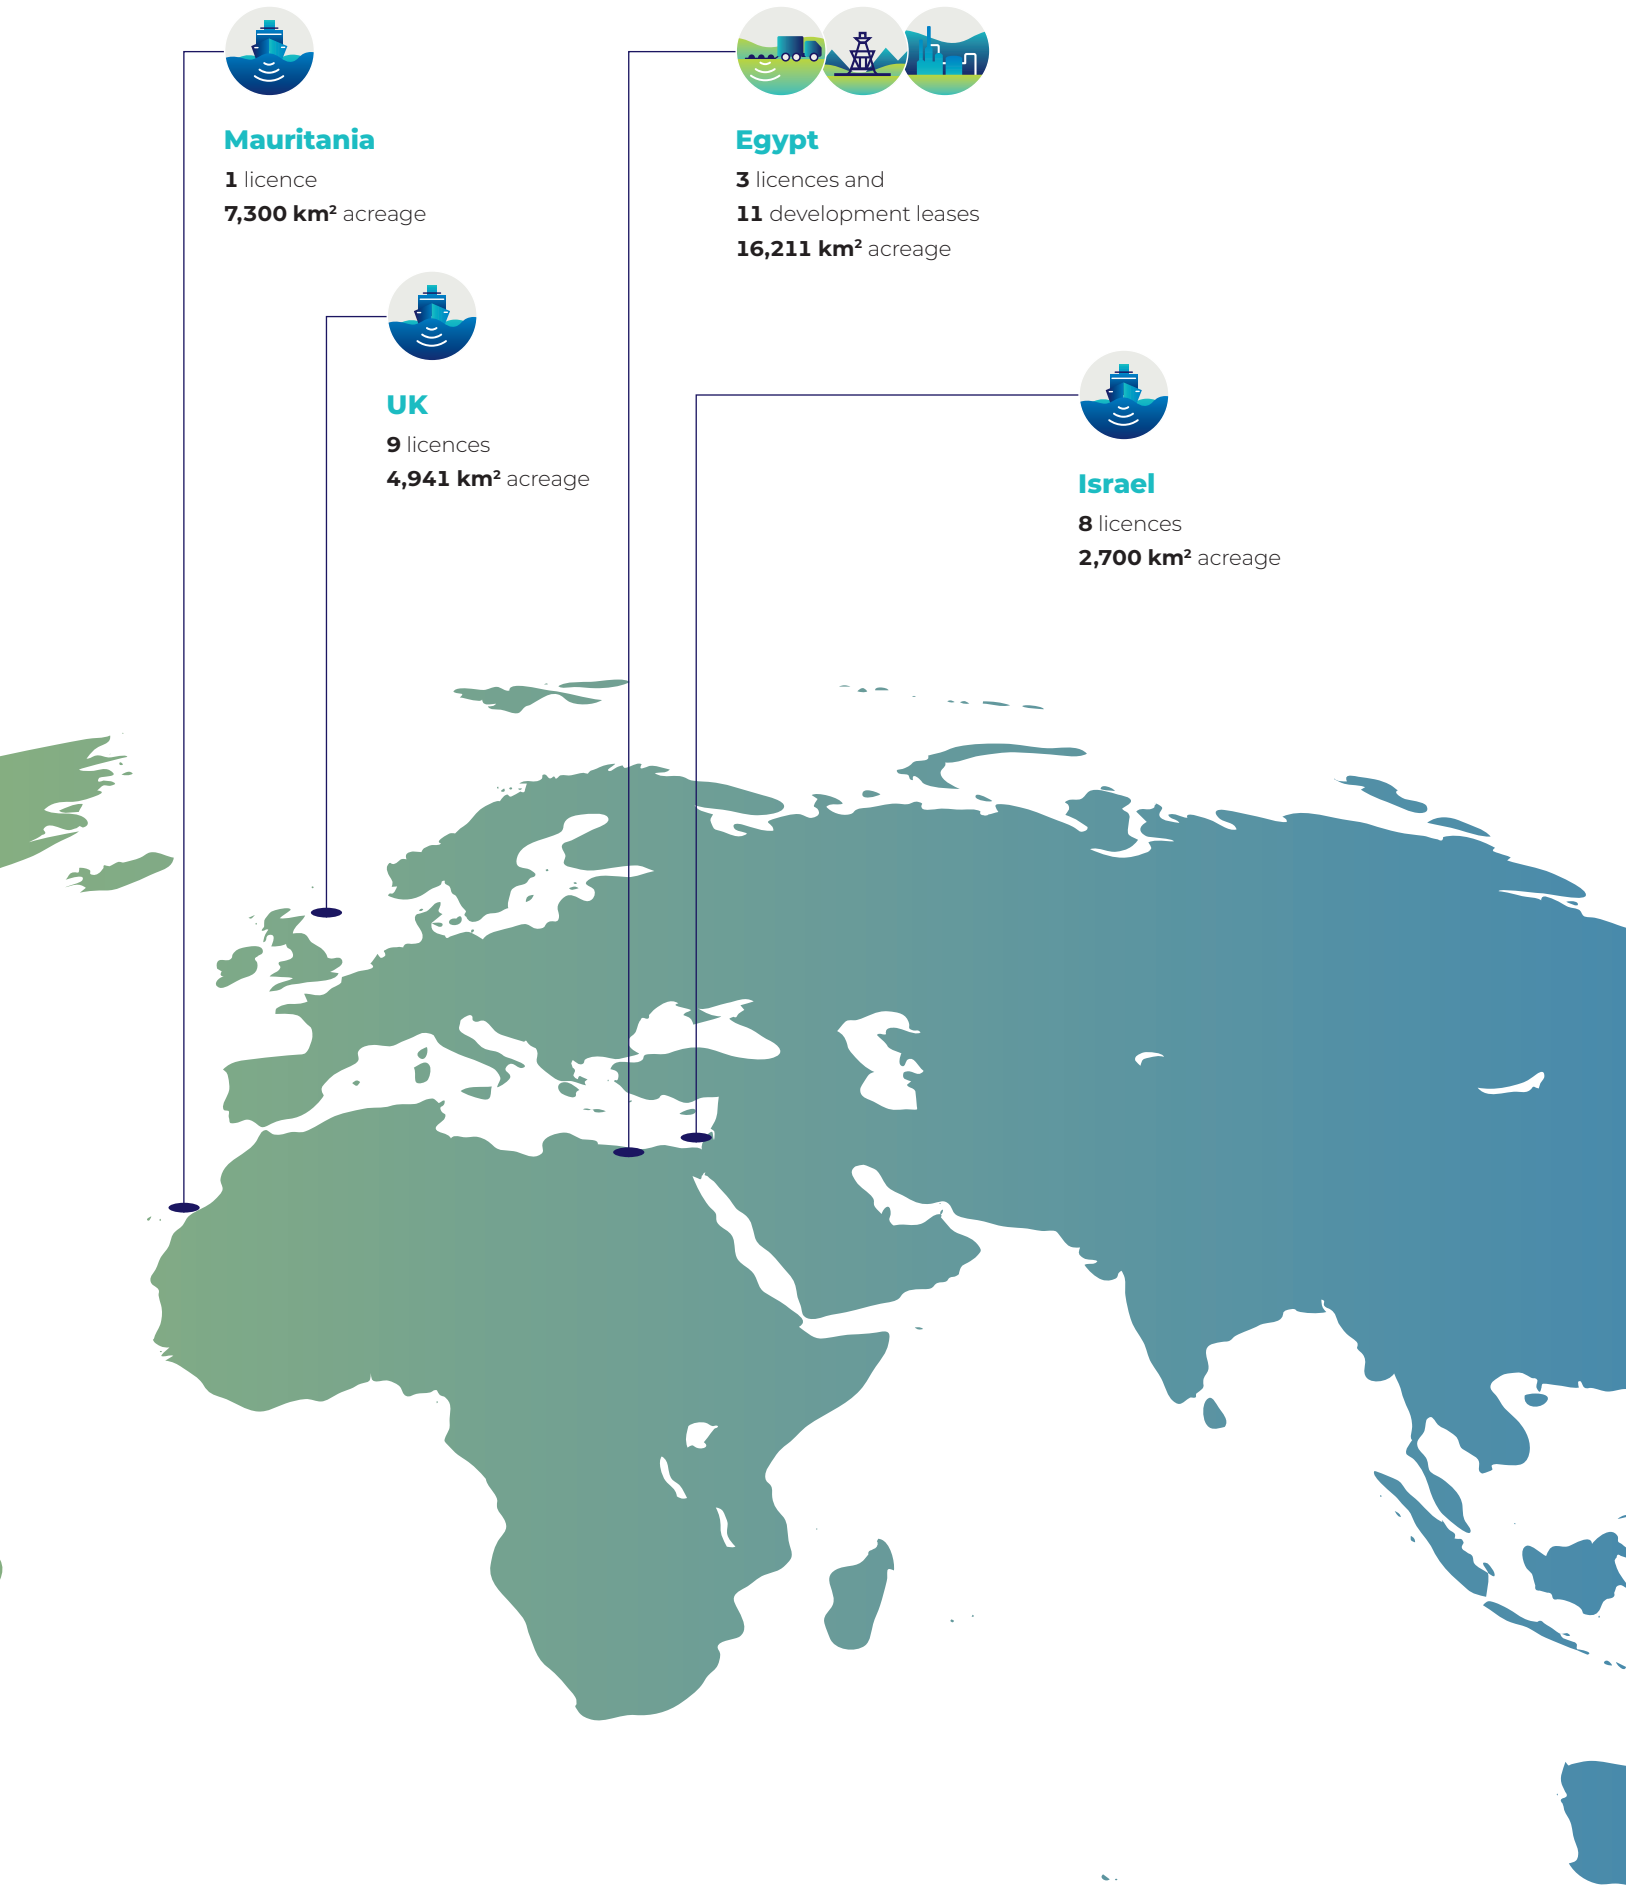 Mauritania
1 licence
7,300 km² acreage
Egypt
3 licences and
11 development leases
16,211 km² acreage
UK
9 licences
4,941 km² acreage
Israel
8 licences
2,700 km² acreage